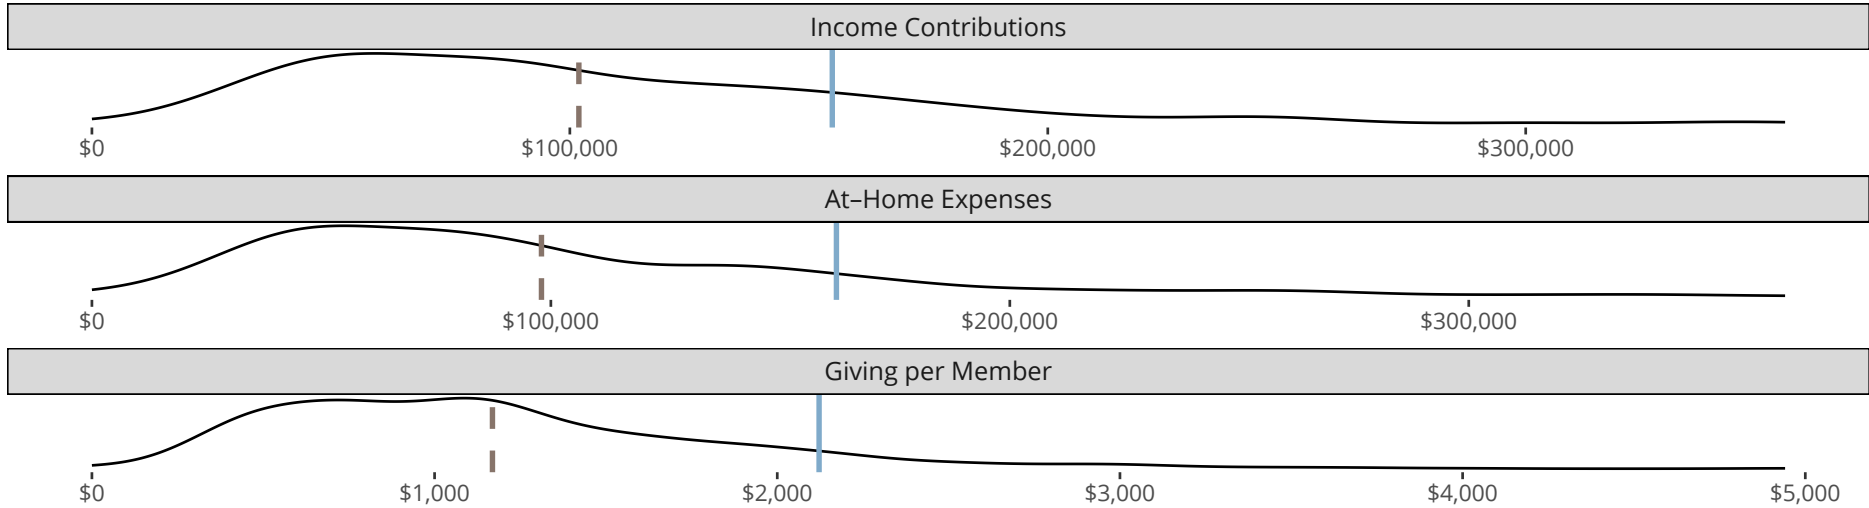 Income Contributions
$0 $100,000 $200,000 $300,000
At–Home Expenses
$0 $100,000 $200,000 $300,000
Giving per Member
$0 $1,000 $2,000 $3,000 $4,000 $5,000